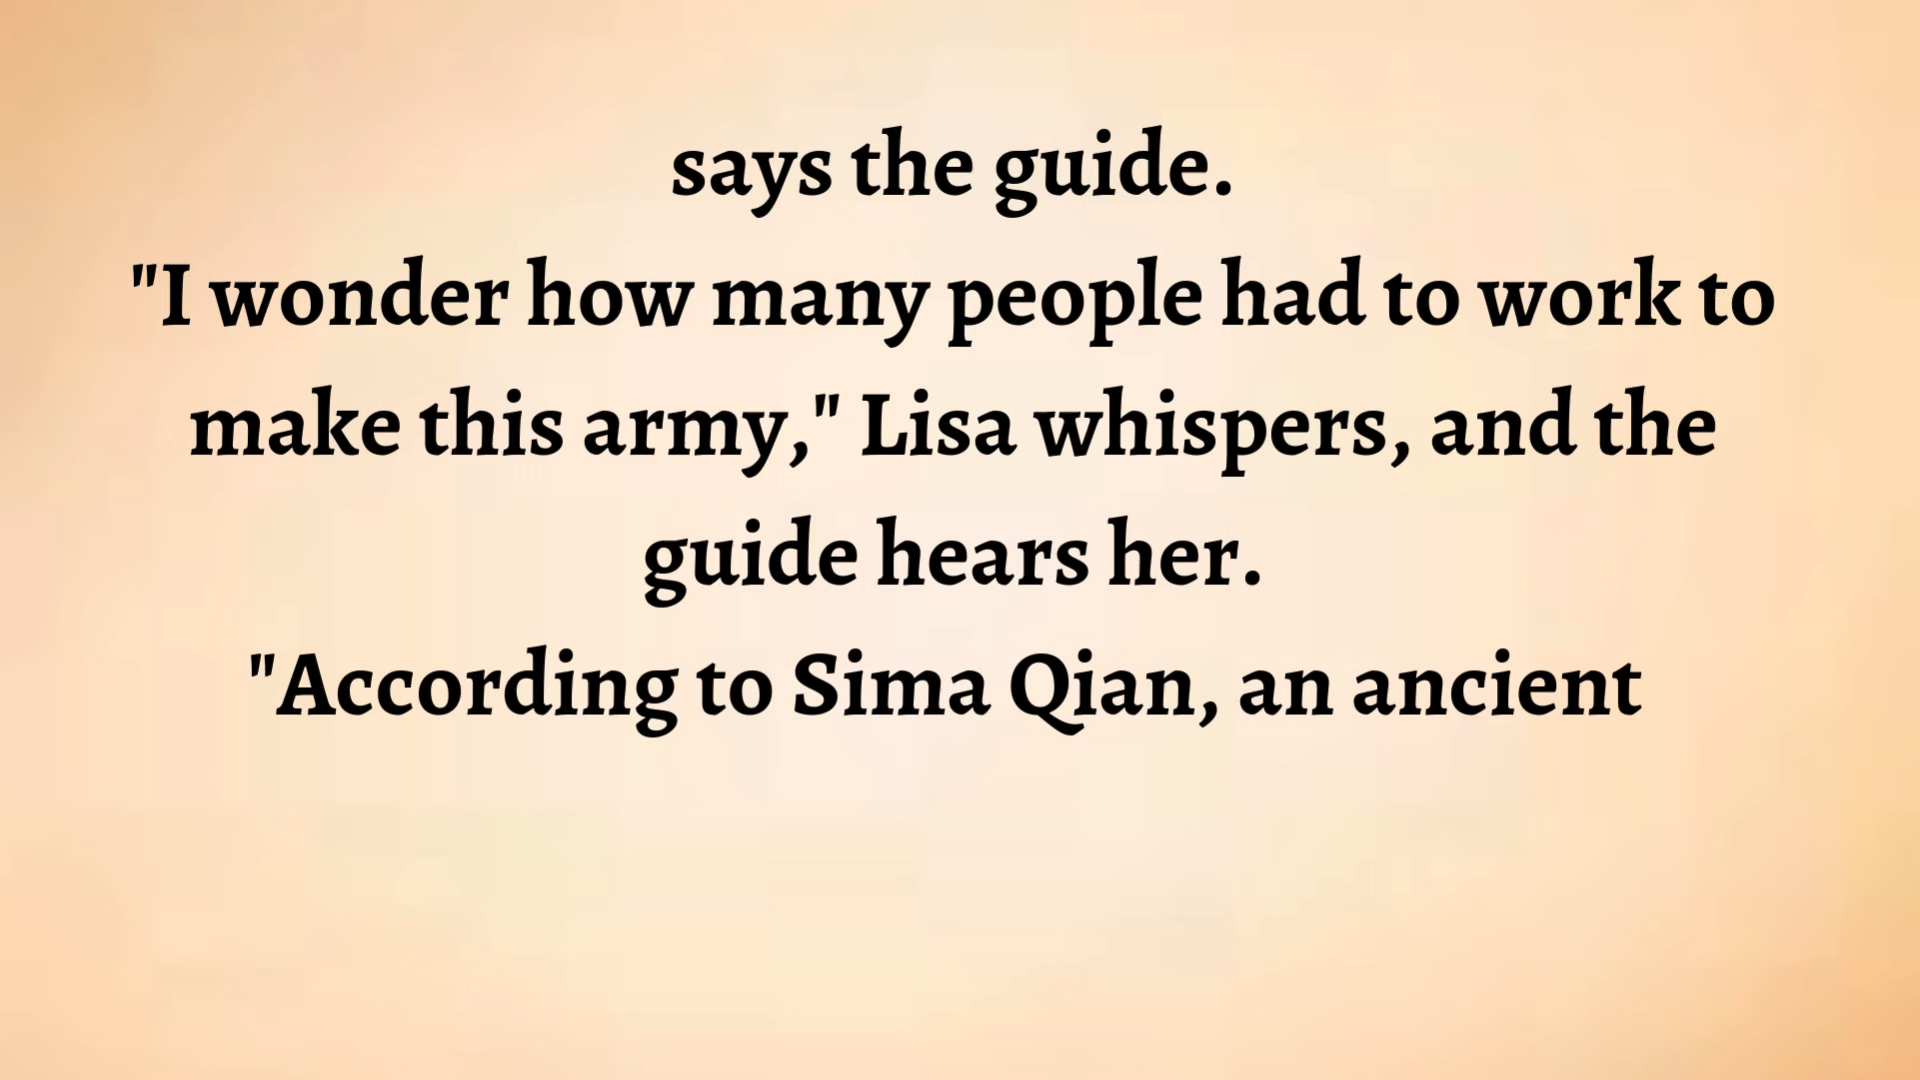 says the guide.
"I wonder how many people had to work to
make this army," Lisa whispers, and the
guide hears her.
"According to Sima Qian, an ancient